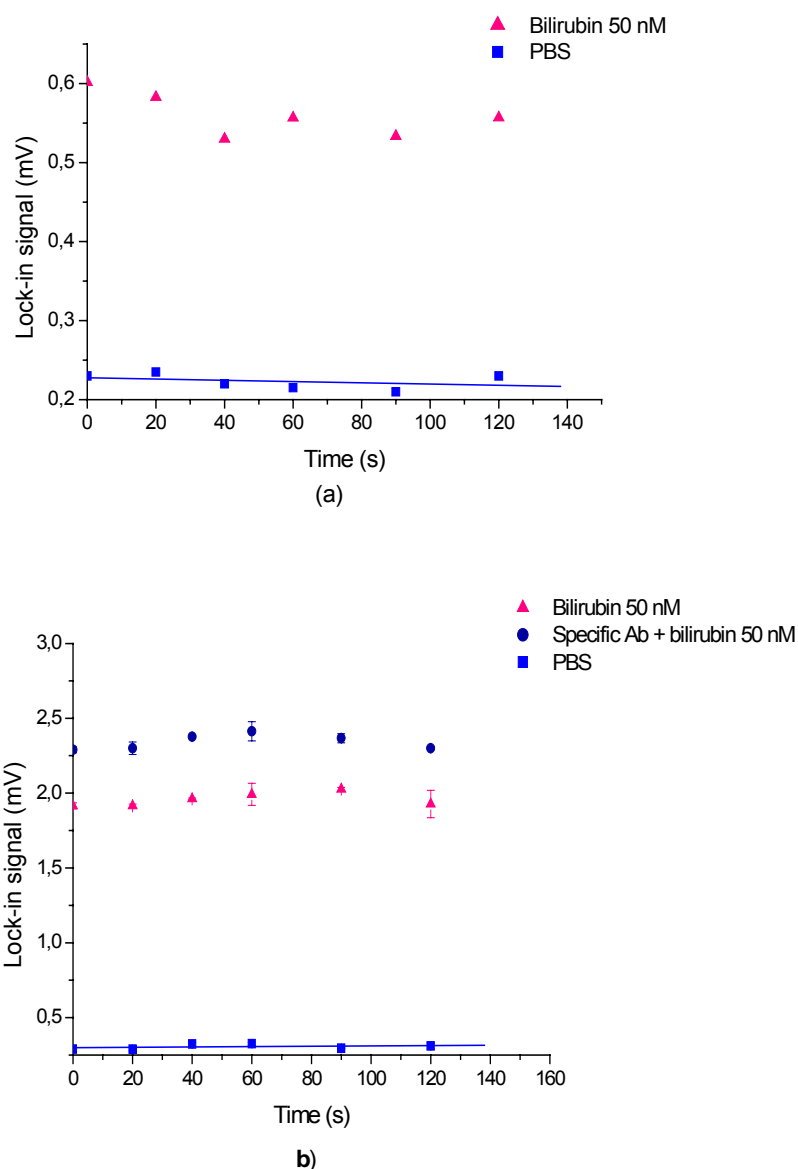 Bilirubin 50 nM
PBS
0,6
0,5
0,4
0,3
0,2
Lock-in signal (mV)
0 20 40 60 80 100 120 140
Time (s)
(a)
Bilirubin 50 nM
Specific Ab + bilirubin 50 nM
PBS
3,0
2,5
2,0
1,5
1,0
0,5
Lock-in signal (mV)
0 20 40 60 80 100 120 140 160
Time (s)
b)